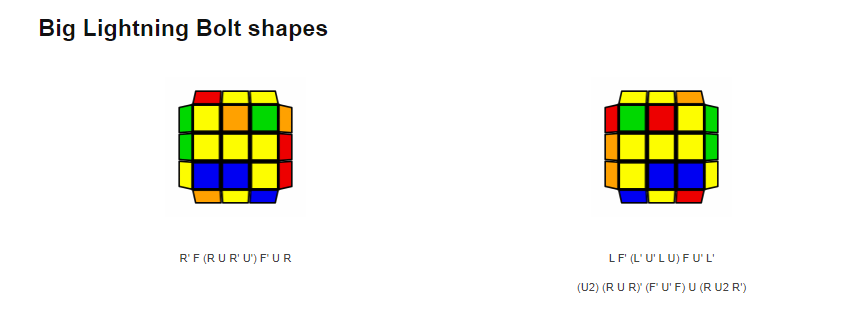 Big Lightning Bolt shapes
R' F (R U R' U') F' U R
L F' (L' U' L U) F U' L'
(U2) (R U R)' (F' U' F) U (R U2 R')